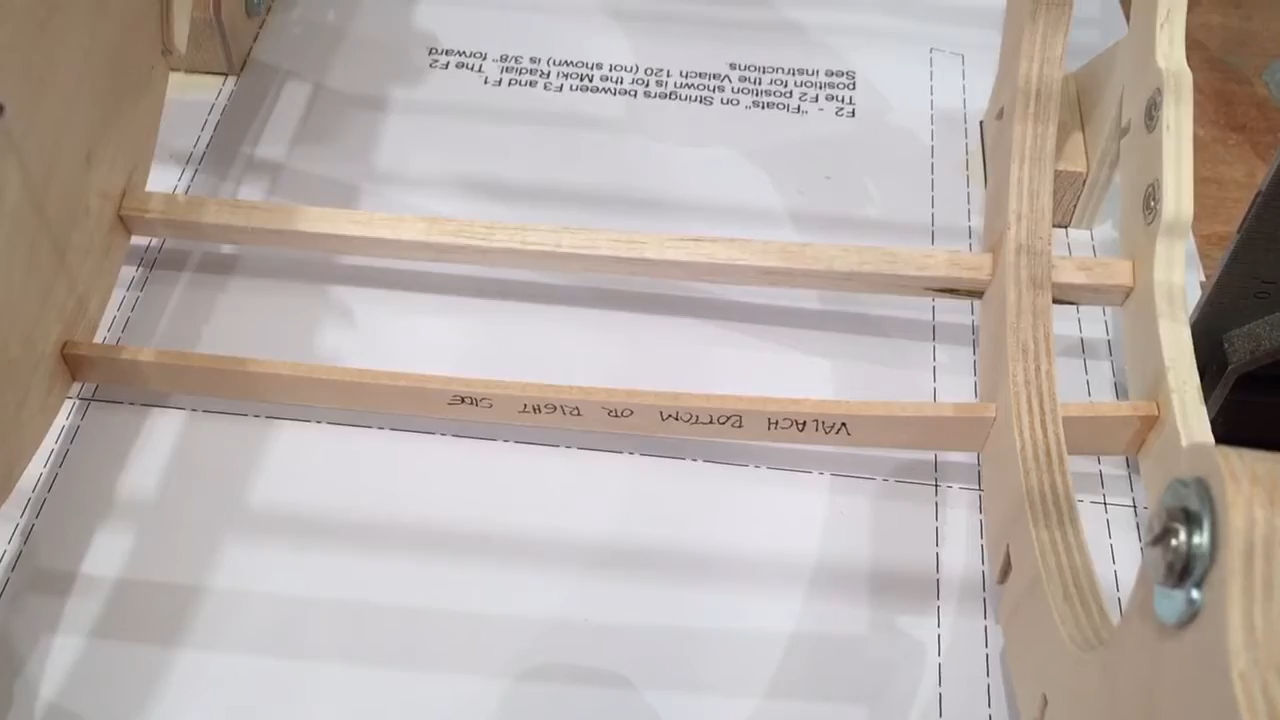 F2 - "Floats" on Stringers between F3 and F1.
The F2 position shown is for the Moki Radial. The F2
position for the Valach 120 (not shown) is 3/8" forward.
See instructions.
VALACH BOTTOM OR RIGHT SIDE